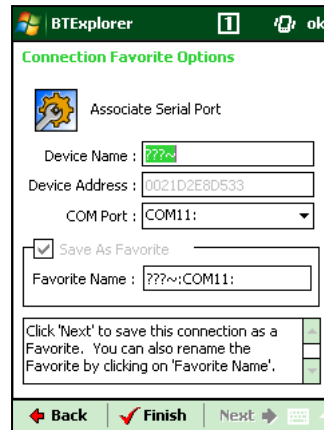 BTExplorer 1 ok
Connection Favorite Options
Associate Serial Port
Device Name : ???~
Device Address : 0021D2E8D533
COM Port : COM11:
Save As Favorite
Favorite Name : ???~:COM11:
Click 'Next' to save this connection as a
Favorite. You can also rename the
Favorite by clicking on 'Favorite Name'.
Back Finish Next